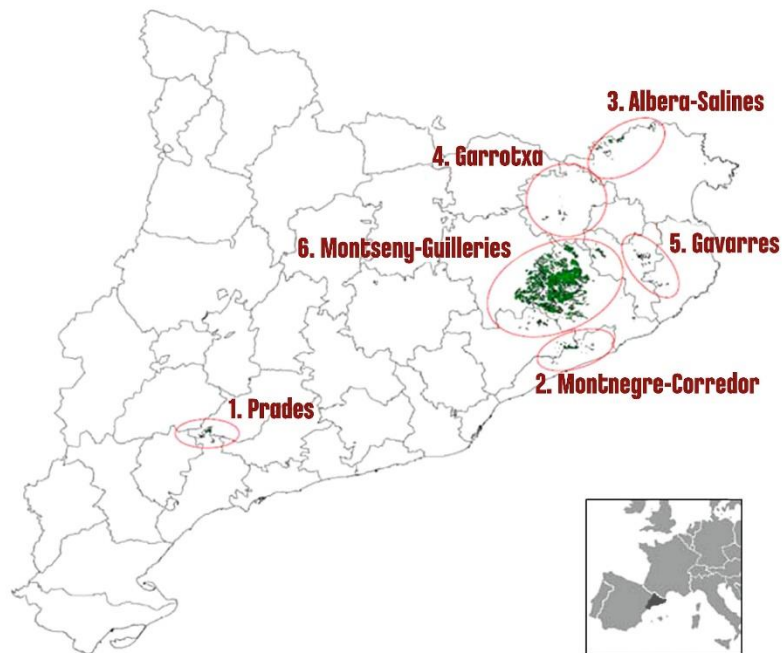 3. Albera-Salines
4. Garrotxa
6. Montseny-Guilleries
5. Gavarres
2. Montnegre-Corredor
1. Prades